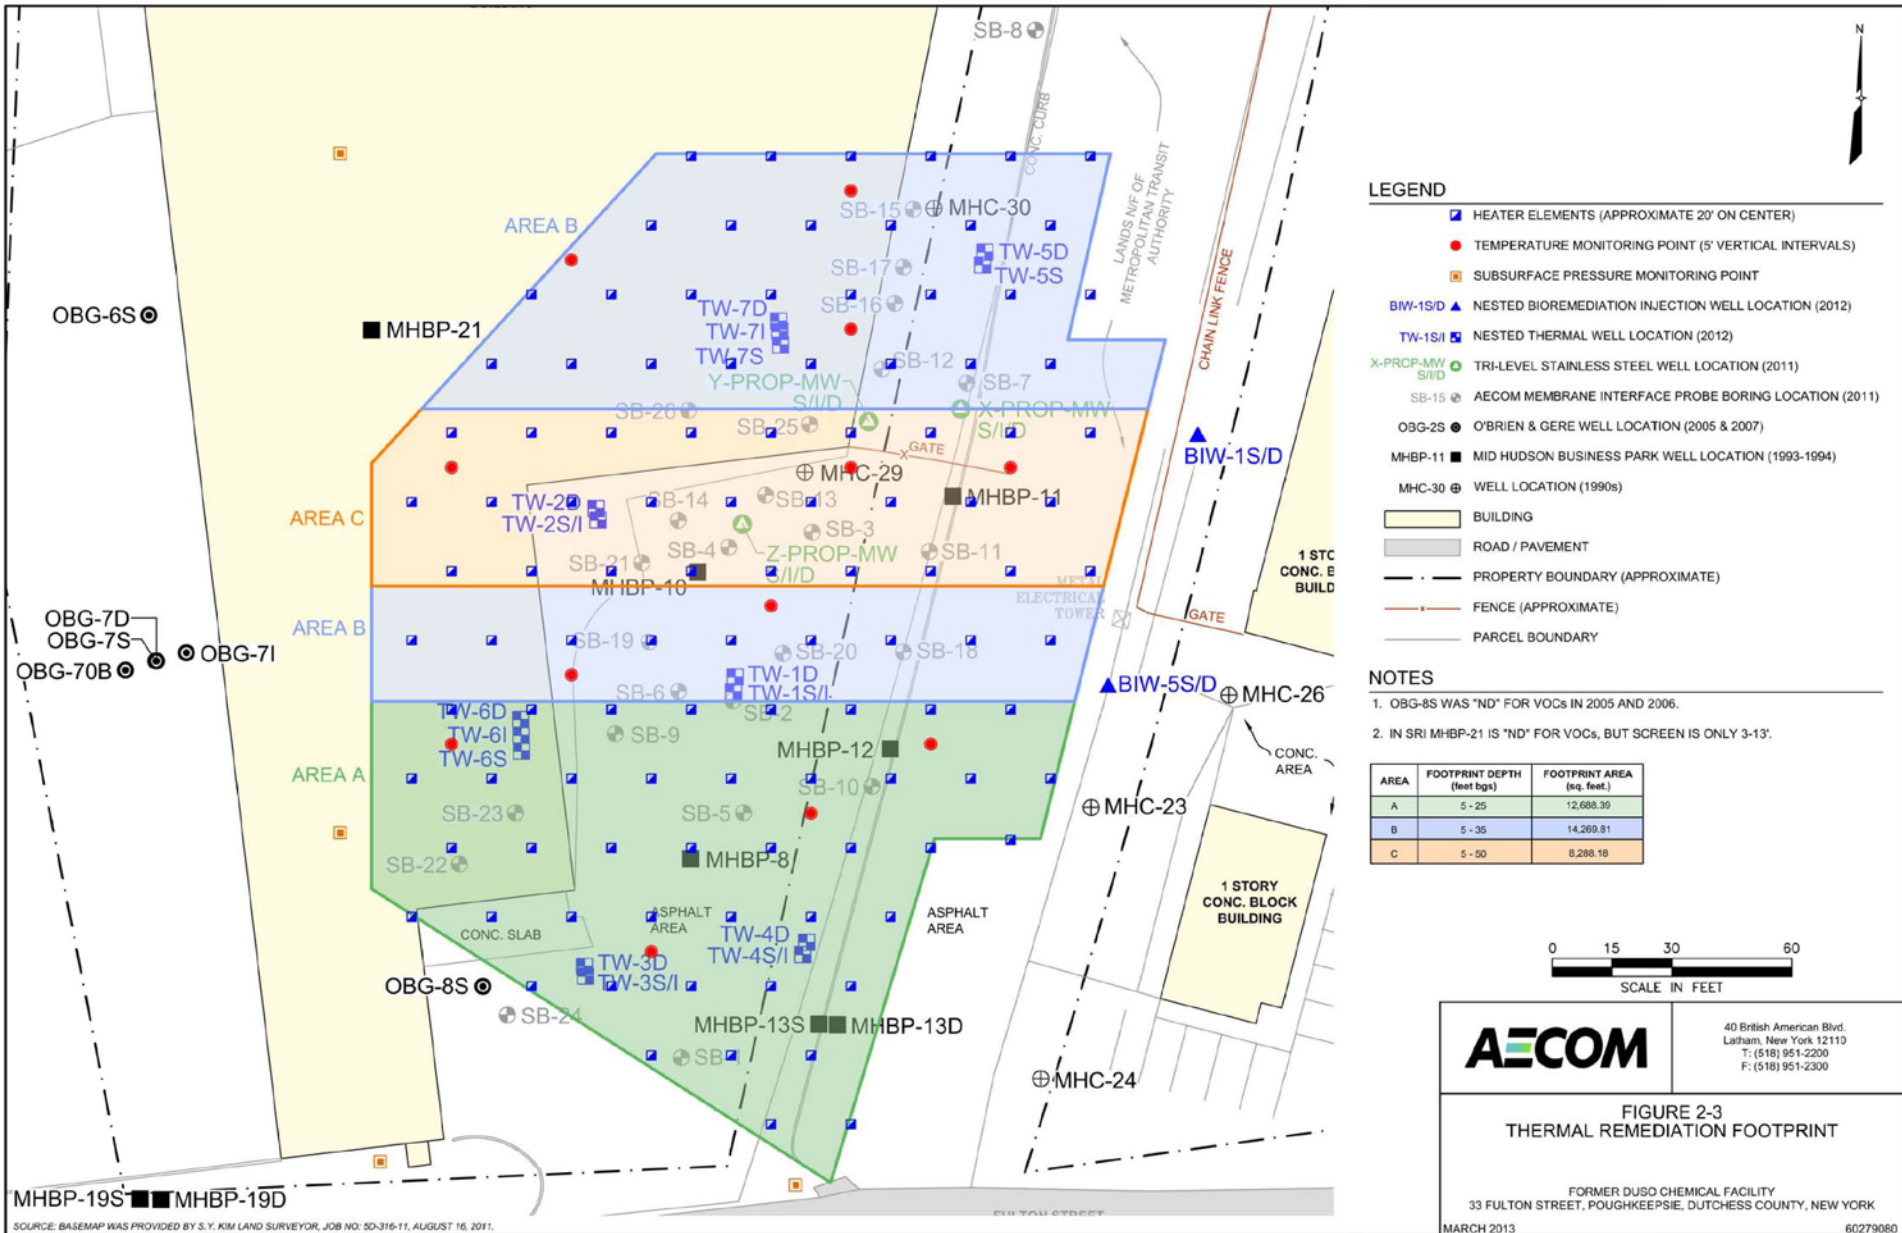 SB-8
N
CONC. CURB
LANDS N/F OF
METROPOLITAN TRANSIT
AUTHORITY
CHAIN LINK FENCE
AREA B
SB-15
MHC-30
SB-17
TW-5D
TW-5S
SB-16
OBG-6S
MHBP-21
TW-7D
TW-7I
TW-7S
SB-12
SB-7
Y-PROP-MW
S/I/D
X-PROP-MW
S/I/D
SB-26
SB-25
GATE
X
BIW-1S/D
MHC-29
AREA C
TW-2D
TW-2S/I
SB-14
SB-13
MHBP-11
SB-3
SB-4
Z-PROP-MW
S/I/D
SB-11
SB-21
MHBP-10
METAL
ELECTRICAL
TOWER
1 STO
CONC. B
BUILD
GATE
AREA B
OBG-7D
OBG-7S
OBG-7I
OBG-70B
SB-19
SB-20
SB-18
TW-1D
TW-1S/I
SB-6
SB-2
BIW-5S/D
MHC-26
TW-6D
TW-6I
TW-6S
SB-9
MHBP-12
CONC.
AREA
AREA A
SB-10
SB-23
SB-5
MHC-23
SB-22
MHBP-8
1 STORY
CONC. BLOCK
BUILDING
ASPHALT
AREA
ASPHALT
AREA
CONC. SLAB
TW-4D
TW-4S/I
TW-3D
TW-3S/I
OBG-8S
SB-24
MHBP-13S
MHBP-13D
SB-1
MHC-24
MHBP-19S
MHBP-19D
FULTON STREET
SOURCE: BASEMAP WAS PROVIDED BY S.Y. KIM LAND SURVEYOR, JOB NO: 5D-316-11, AUGUST 16, 2011.
LEGEND
HEATER ELEMENTS (APPROXIMATE 20' ON CENTER)
TEMPERATURE MONITORING POINT (5' VERTICAL INTERVALS)
SUBSURFACE PRESSURE MONITORING POINT
BIW-1S/D NESTED BIOREMEDIATION INJECTION WELL LOCATION (2012)
TW-1S/I NESTED THERMAL WELL LOCATION (2012)
X-PROP-MW
S/I/D TRI-LEVEL STAINLESS STEEL WELL LOCATION (2011)
SB-15 AECOM MEMBRANE INTERFACE PROBE BORING LOCATION (2011)
OBG-2S O'BRIEN & GERE WELL LOCATION (2005 & 2007)
MHBP-11 MID HUDSON BUSINESS PARK WELL LOCATION (1993-1994)
MHC-30 WELL LOCATION (1990s)
BUILDING
ROAD / PAVEMENT
PROPERTY BOUNDARY (APPROXIMATE)
x FENCE (APPROXIMATE)
PARCEL BOUNDARY
NOTES
1. OBG-8S WAS "ND" FOR VOCs IN 2005 AND 2006.
2. IN SRI MHBP-21 IS "ND" FOR VOCs, BUT SCREEN IS ONLY 3-13'.
AREA FOOTPRINT DEPTH (feet bgs) FOOTPRINT AREA (sq. feet.)
A 5 - 25 12,688.39
B 5 - 35 14,269.81
C 5 - 50 8,288.18
0 15 30 60
SCALE IN FEET
AECOM
40 British American Blvd.
Latham, New York 12110
T: (518) 951-2200
F: (518) 951-2300
FIGURE 2-3
THERMAL REMEDIATION FOOTPRINT
FORMER DUSO CHEMICAL FACILITY
33 FULTON STREET, POUGHKEEPSIE, DUTCHESS COUNTY, NEW YORK
MARCH 2013
60279080